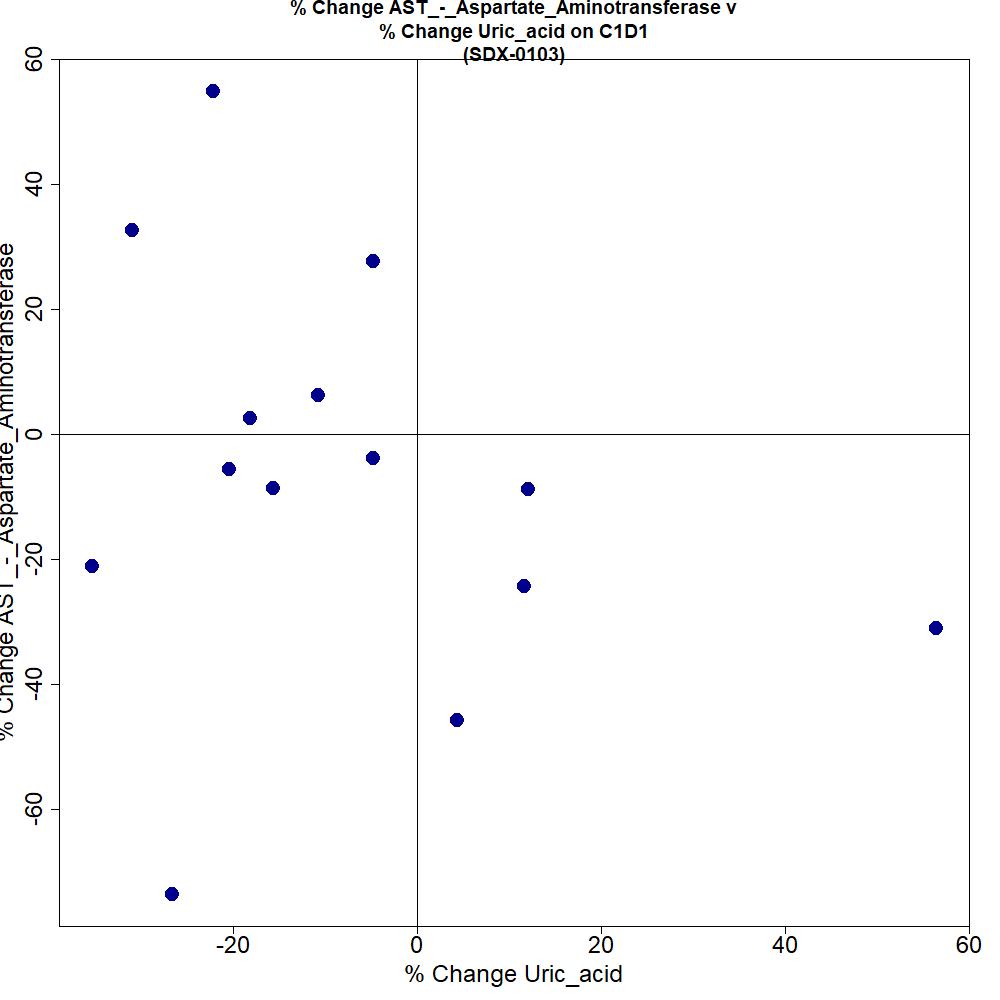 % Change AST_-_Aspartate_Aminotransferase v
% Change Uric_acid on C1D1
(SDX-0103)
% Change AST_-_Aspartate_Aminotransferase
60
40
20
0
-20
-40
-60
-20
0
20
40
60
% Change Uric_acid